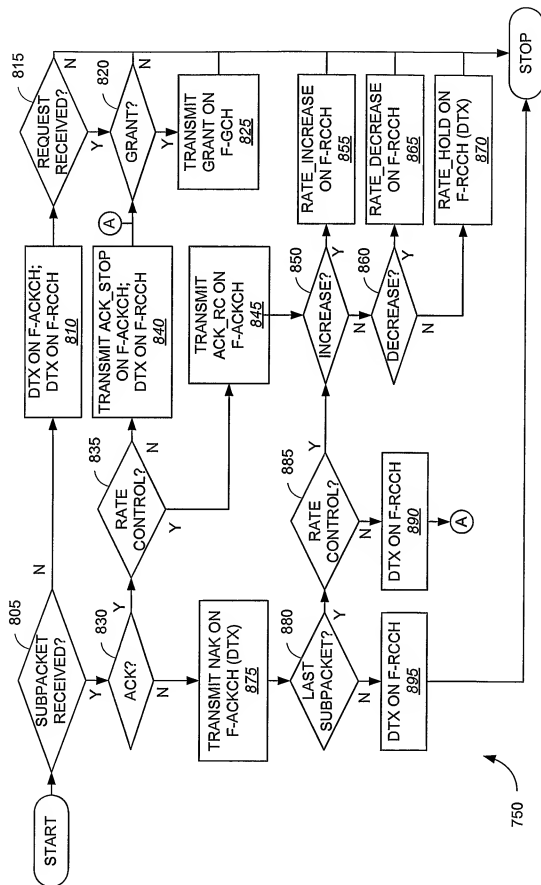 START
805
SUBPACKET
RECEIVED?
N
Y
DTX ON F-ACKCH;
DTX ON F-RCCH
810
815
REQUEST
RECEIVED?
N
Y
830
ACK?
Y
N
835
RATE
CONTROL?
N
Y
TRANSMIT ACK_STOP
ON F-ACKCH;
DTX ON F-RCCH
840
A
820
GRANT?
N
Y
TRANSMIT
GRANT ON
F-GCH
825
TRANSMIT
ACK_RC ON
F-ACKCH
845
TRANSMIT NAK ON
F-ACKCH (DTX)
875
880
LAST
SUBPACKET?
Y
N
885
RATE
CONTROL?
Y
N
850
INCREASE?
Y
N
RATE_INCREASE
ON F-RCCH
855
860
DECREASE?
Y
N
RATE_DECREASE
ON F-RCCH
865
RATE_HOLD ON
F-RCCH (DTX)
870
DTX ON F-RCCH
890
A
DTX ON F-RCCH
895
STOP
750